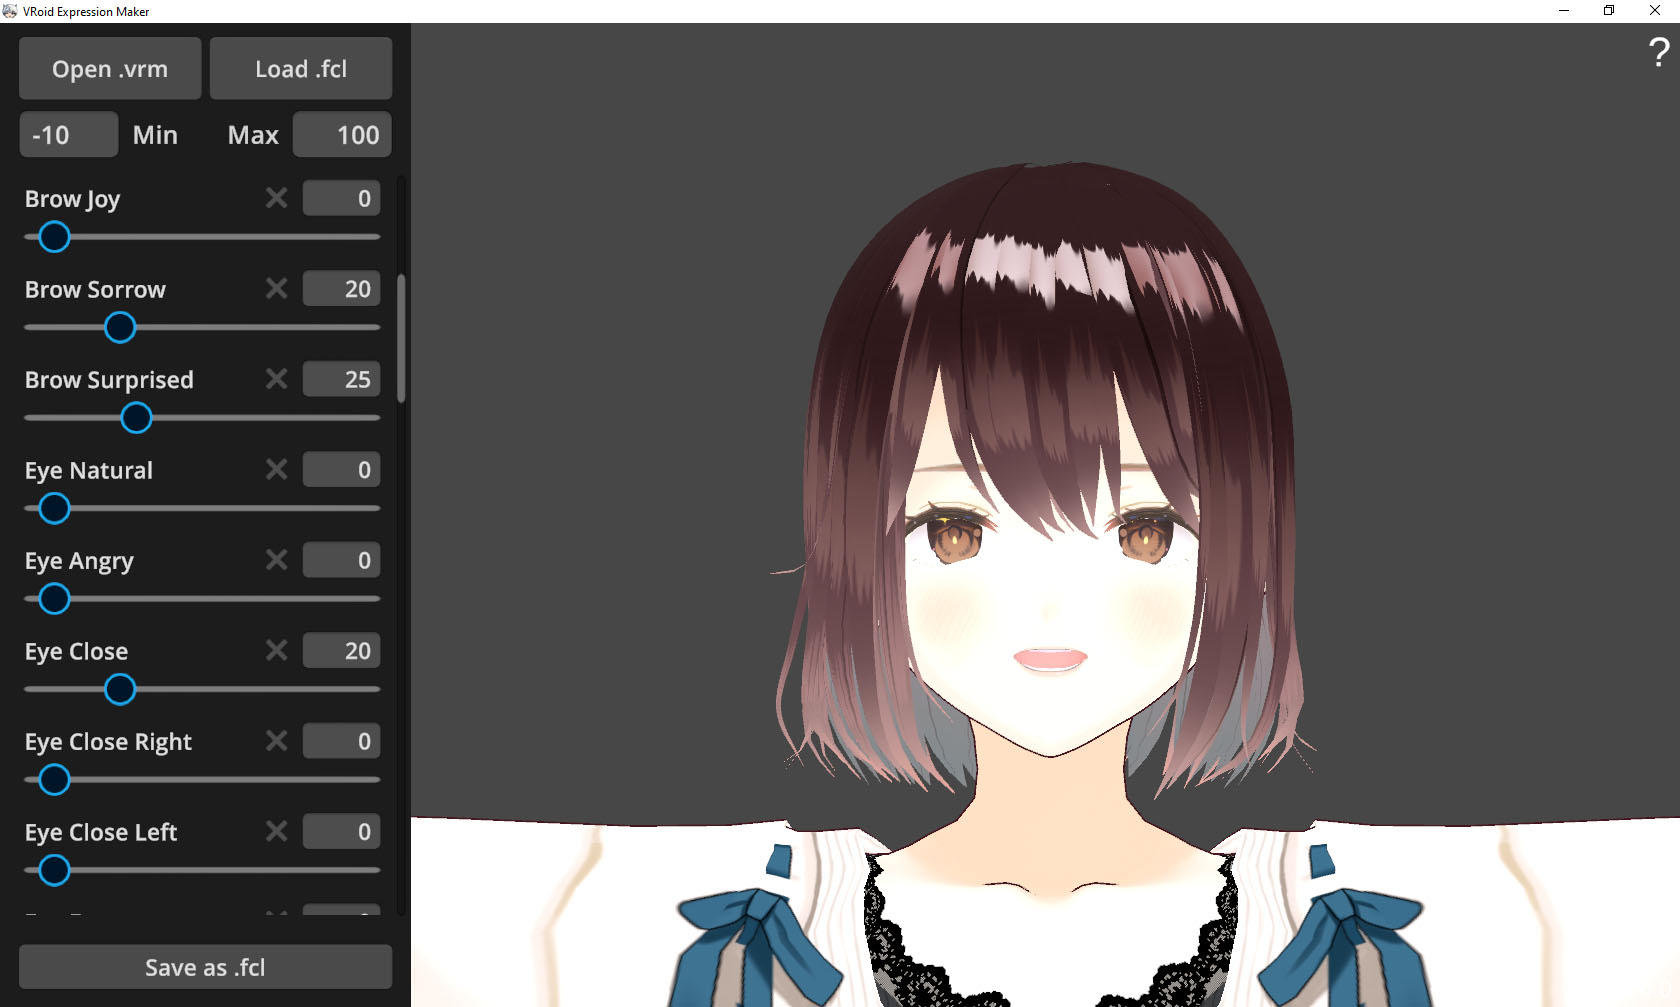 VRoid Expression Maker
Open .vrm
Load .fcl
-10 Min Max 100
Brow Joy 0
Brow Sorrow 20
Brow Surprised 25
Eye Natural 0
Eye Angry 0
Eye Close 20
Eye Close Right 0
Eye Close Left 0
Save as .fcl
?